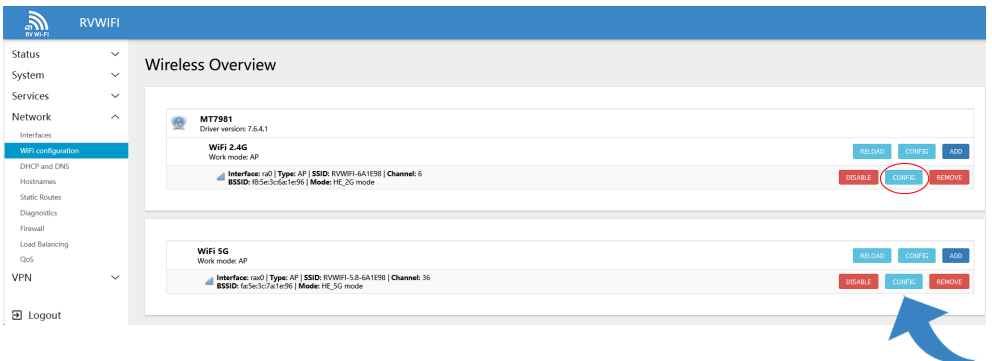 RV WI-FI
RVWIFI
Status
System
Services
Network
Interfaces
WiFi configuration
DHCP and DNS
Hostnames
Static Routes
Diagnostics
Firewall
Load Balancing
QoS
VPN
Logout
Wireless Overview
MT7981
Driver version: 7.6.4.1
WiFi 2.4G
Work mode: AP
RELOAD CONFIG ADD
Interface: ra0 | Type: AP | SSID: RVWIFI-6A1E98 | Channel: 6
BSSID: f8:5e:3c:6a:1e:96 | Mode: HE_2G mode
DISABLE CONFIG REMOVE
WiFi 5G
Work mode: AP
RELOAD CONFIG ADD
Interface: rax0 | Type: AP | SSID: RVWIFI-5.8-6A1E98 | Channel: 36
BSSID: fa:5e:3c:7a:1e:96 | Mode: HE_5G mode
DISABLE CONFIG REMOVE